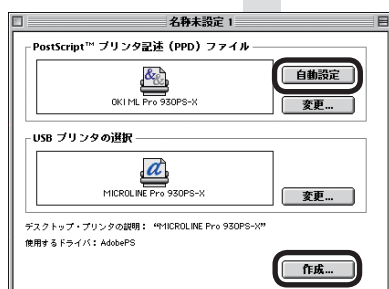 名称未設定 1
PostScript™ プリンタ記述（PPD）ファイル
OKI ML Pro 930PS-X
自動設定
変更...
USB プリンタの選択
MICROLINE Pro 930PS-X
変更...
デスクトップ・プリンタの説明： “MICROLINE Pro 930PS-X”
使用するドライバ：AdobePS
作成...